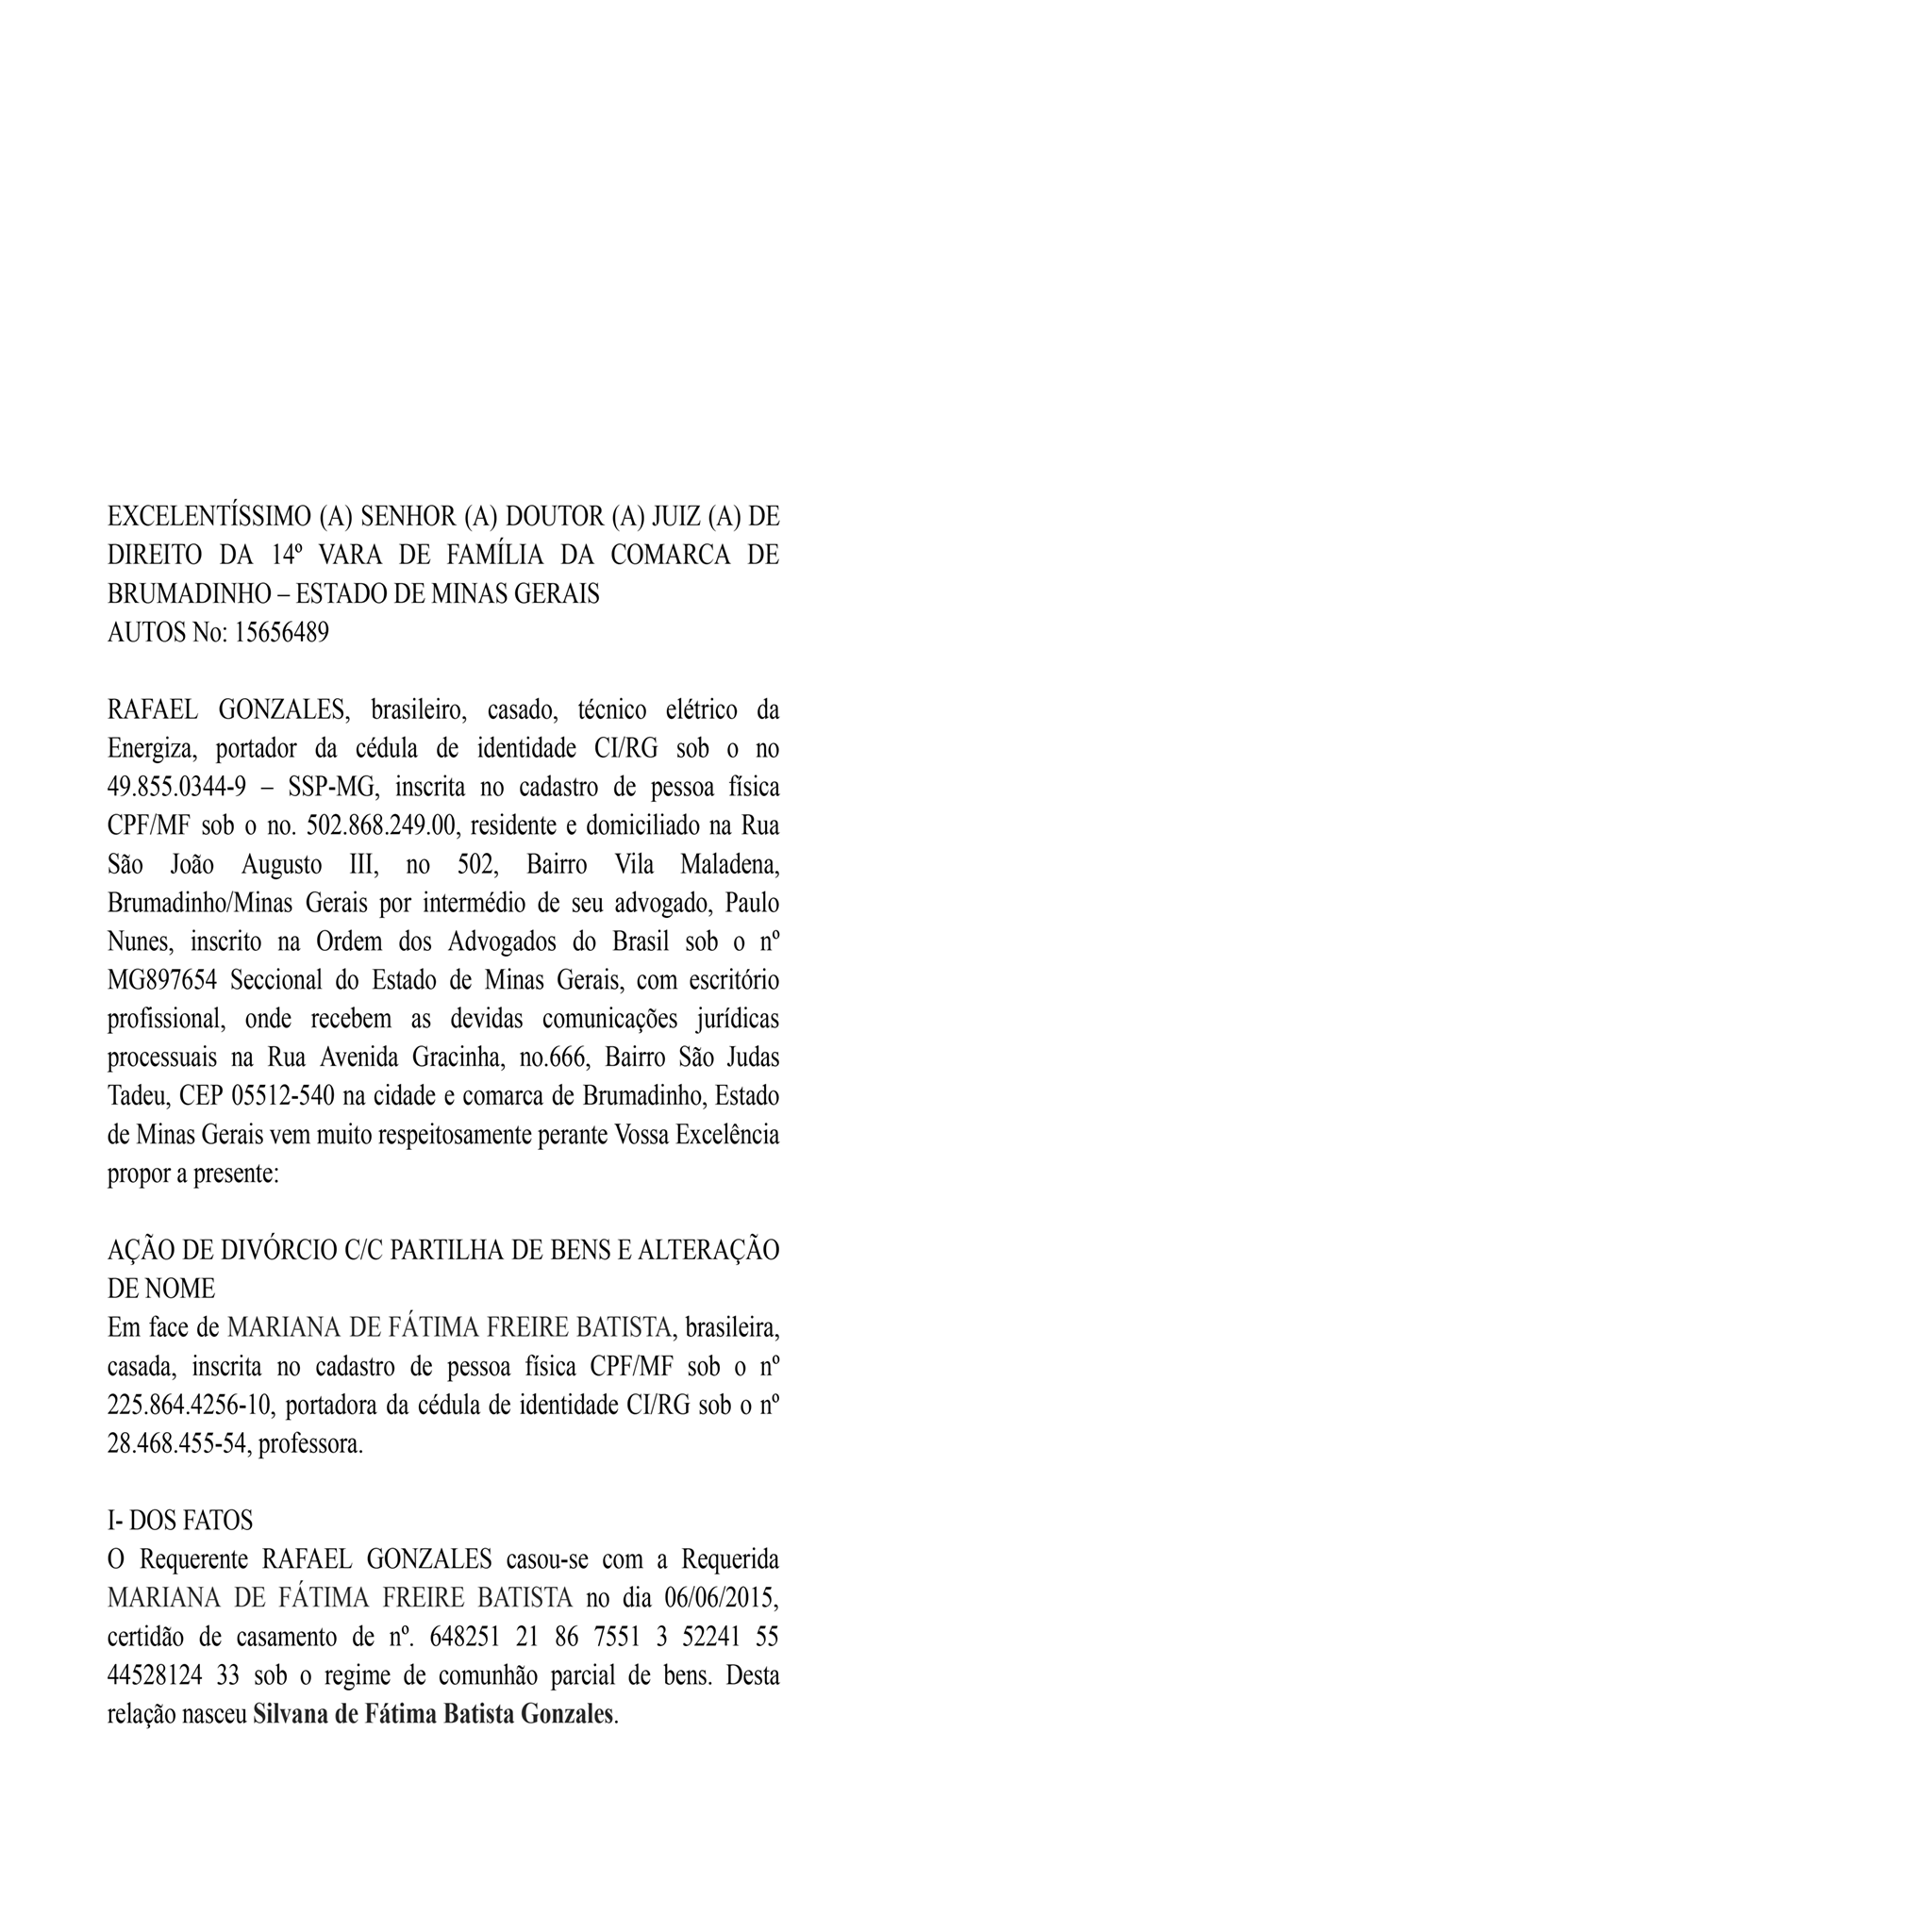 EXCELENTÍSSIMO (A) SENHOR (A) DOUTOR (A) JUIZ (A) DE
DIREITO DA 14º VARA DE FAMÍLIA DA COMARCA DE
BRUMADINHO – ESTADO DE MINAS GERAIS
AUTOS No: 15656489
RAFAEL GONZALES, brasileiro, casado, técnico elétrico da
Energiza, portador da cédula de identidade CI/RG sob o no
49.855.0344-9 – SSP-MG, inscrita no cadastro de pessoa física
CPF/MF sob o no. 502.868.249.00, residente e domiciliado na Rua
São João Augusto III, no 502, Bairro Vila Maladena,
Brumadinho/Minas Gerais por intermédio de seu advogado, Paulo
Nunes, inscrito na Ordem dos Advogados do Brasil sob o nº
MG897654 Seccional do Estado de Minas Gerais, com escritório
profissional, onde recebem as devidas comunicações jurídicas
processuais na Rua Avenida Gracinha, no.666, Bairro São Judas
Tadeu, CEP 05512-540 na cidade e comarca de Brumadinho, Estado
de Minas Gerais vem muito respeitosamente perante Vossa Excelência
propor a presente:
AÇÃO DE DIVÓRCIO C/C PARTILHA DE BENS E ALTERAÇÃO
DE NOME
Em face de MARIANA DE FÁTIMA FREIRE BATISTA, brasileira,
casada, inscrita no cadastro de pessoa física CPF/MF sob o nº
225.864.4256-10, portadora da cédula de identidade CI/RG sob o nº
28.468.455-54, professora.
I- DOS FATOS
O Requerente RAFAEL GONZALES casou-se com a Requerida
MARIANA DE FÁTIMA FREIRE BATISTA no dia 06/06/2015,
certidão de casamento de nº. 648251 21 86 7551 3 52241 55
44528124 33 sob o regime de comunhão parcial de bens. Desta
relação nasceu Silvana de Fátima Batista Gonzales.